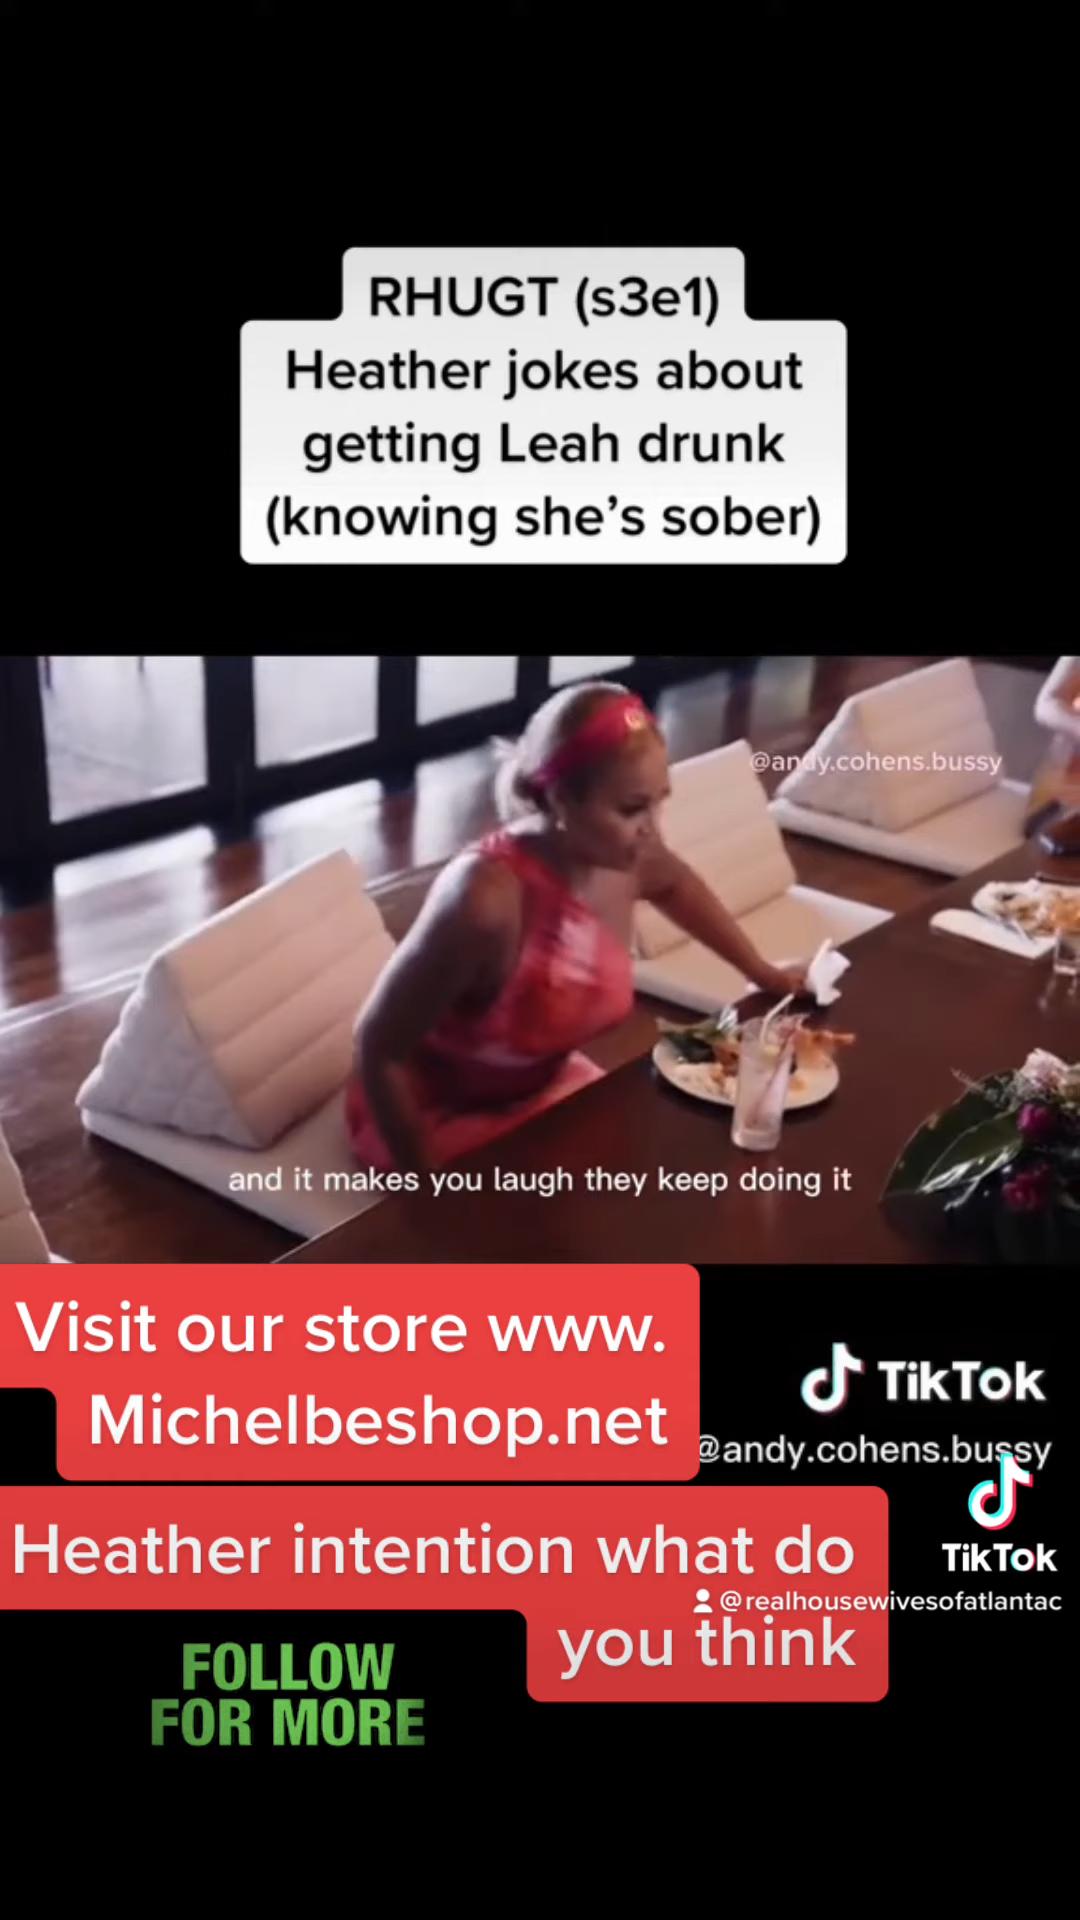 RHUGT (s3e1)
Heather jokes about
getting Leah drunk
(knowing she's sober)
@andy.cohens.bussy
and it makes you laugh they keep doing it
Visit our store www.
Michelbeshop.net
TikTok
@andy.cohens.bussy
Heather intention what do
you think
TikTok
@realhousewivesofatlantac
FOLLOW
FOR MORE